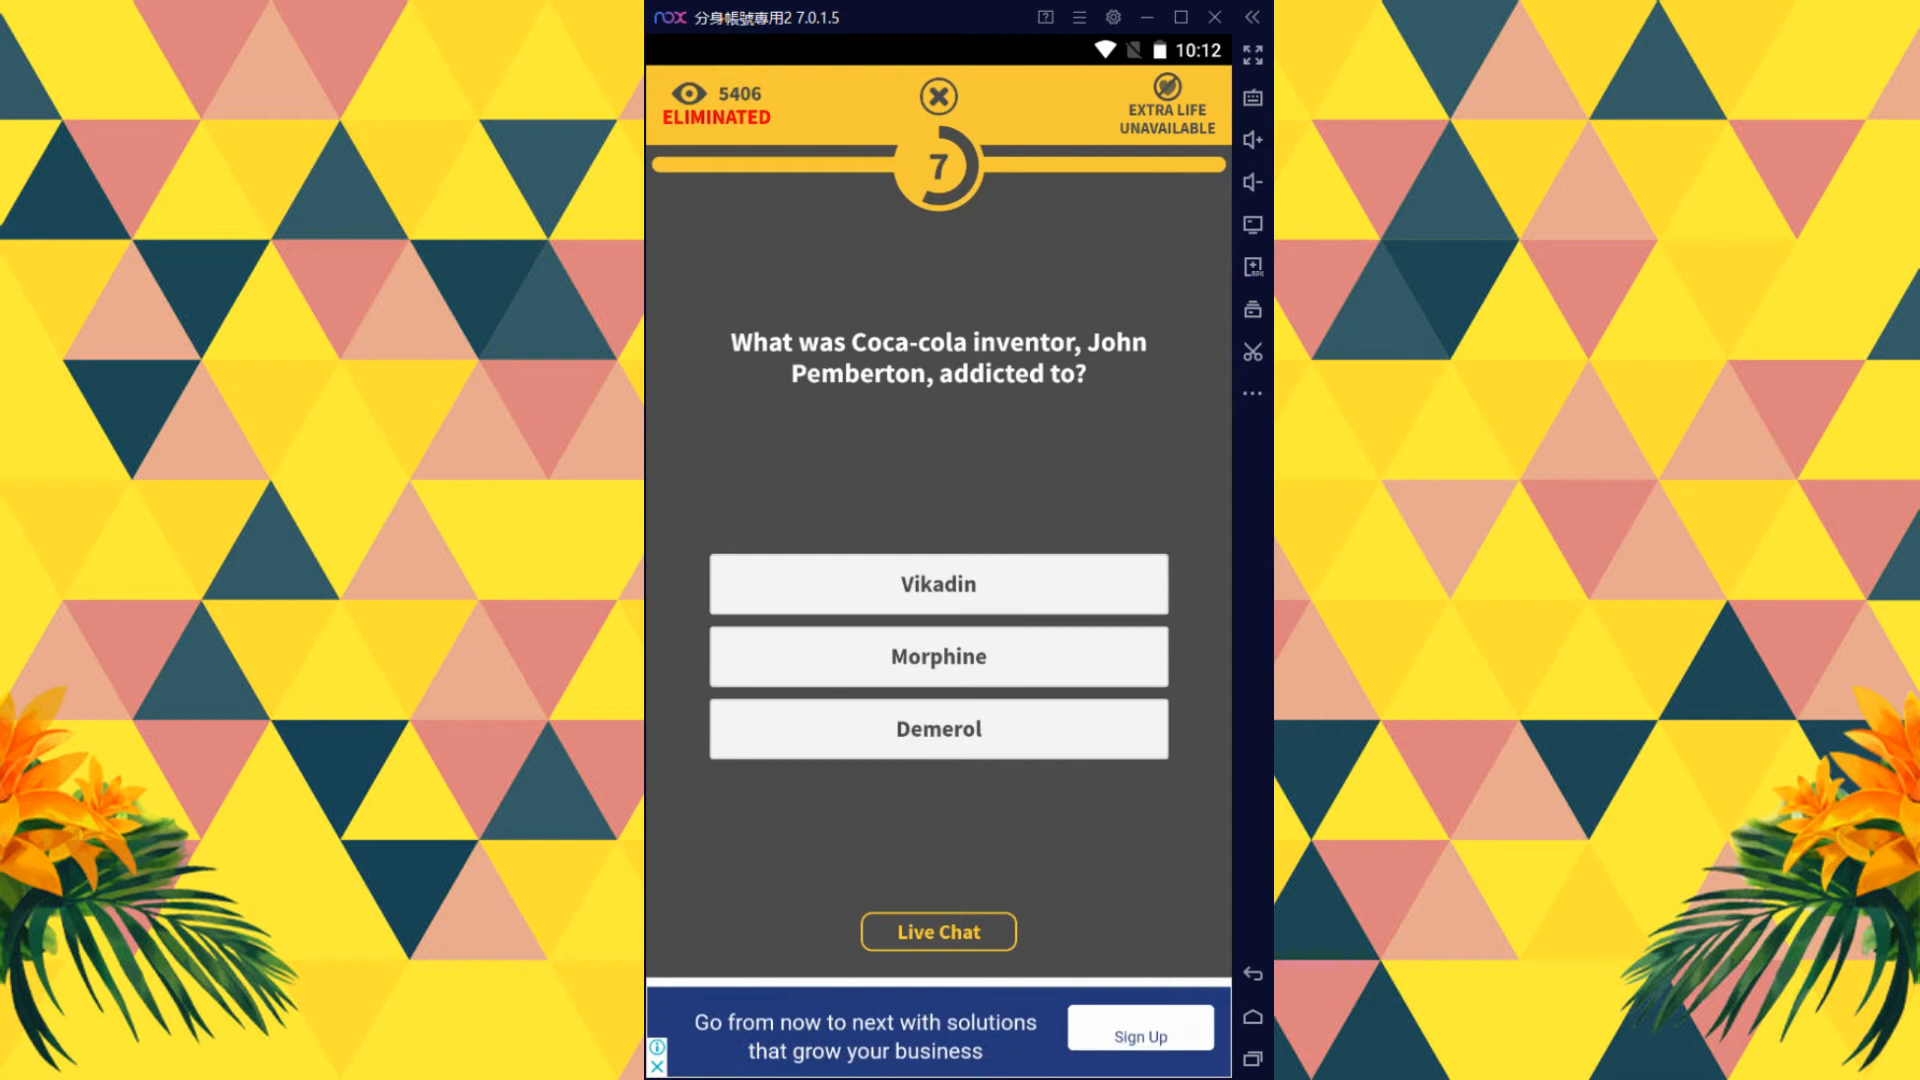 nox 分身帳號專用2 7.0.1.5
10:12
5406
ELIMINATED
EXTRA LIFE
UNAVAILABLE
7
What was Coca-cola inventor, John
Pemberton, addicted to?
Vikadin
Morphine
Demerol
Live Chat
Go from now to next with solutions
that grow your business
Sign Up